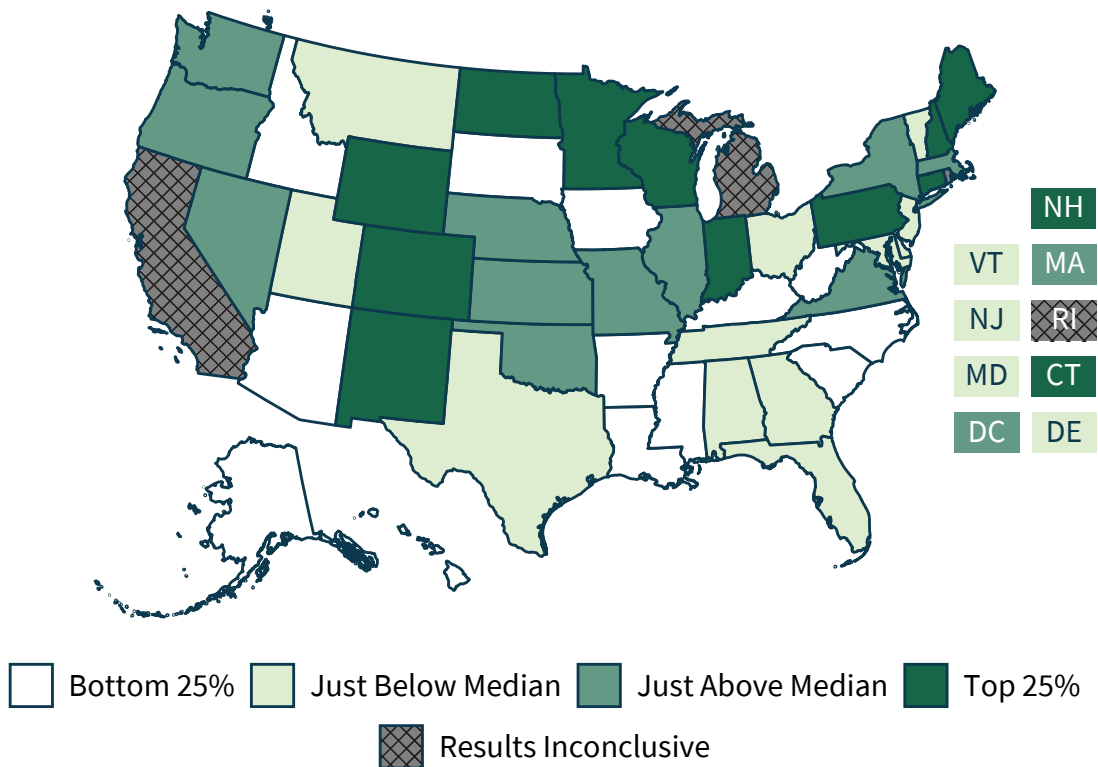 NH
VT MA
NJ RI
MD CT
DC DE
Bottom 25% Just Below Median Just Above Median Top 25%
Results Inconclusive